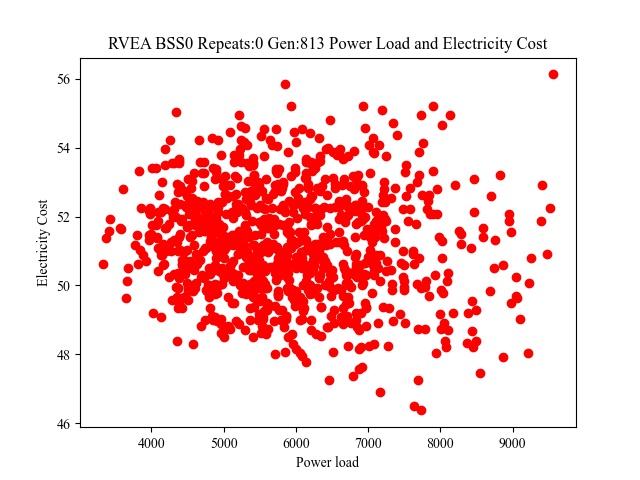 RVEA BSS0 Repeats:0 Gen:813 Power Load and Electricity Cost
56
54
52
50
48
46
Electricity Cost
4000 5000 6000 7000 8000 9000
Power load